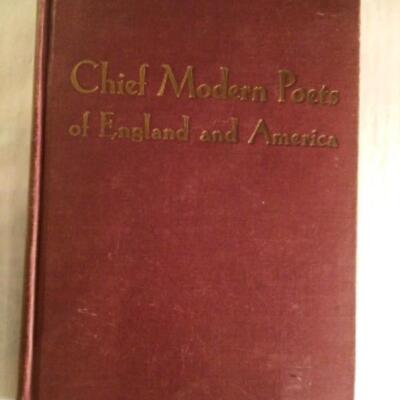 Chief Modern Poets
of England and America